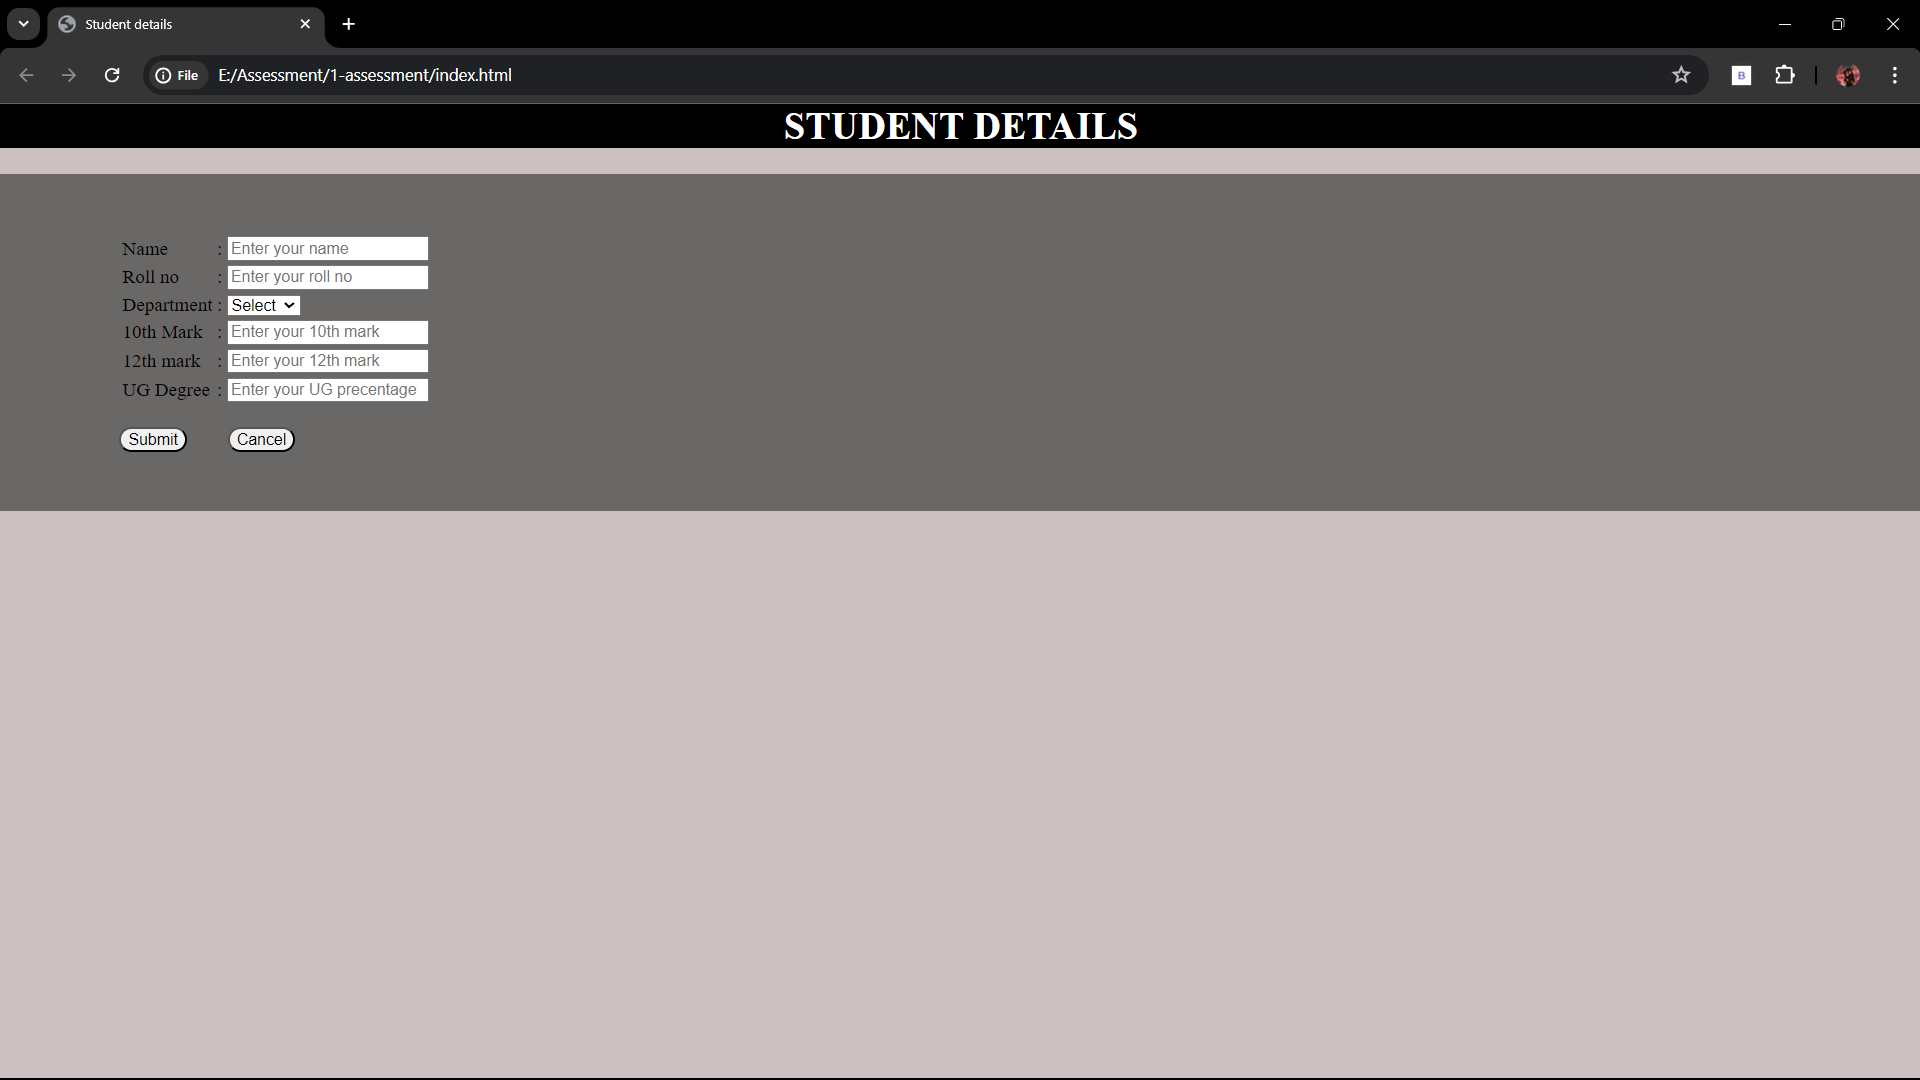 Student details
File E:/Assessment/1-assessment/index.html
B
STUDENT DETAILS
Name : Enter your name
Roll no : Enter your roll no
Department : Select
10th Mark : Enter your 10th mark
12th mark : Enter your 12th mark
UG Degree : Enter your UG precentage
Submit Cancel